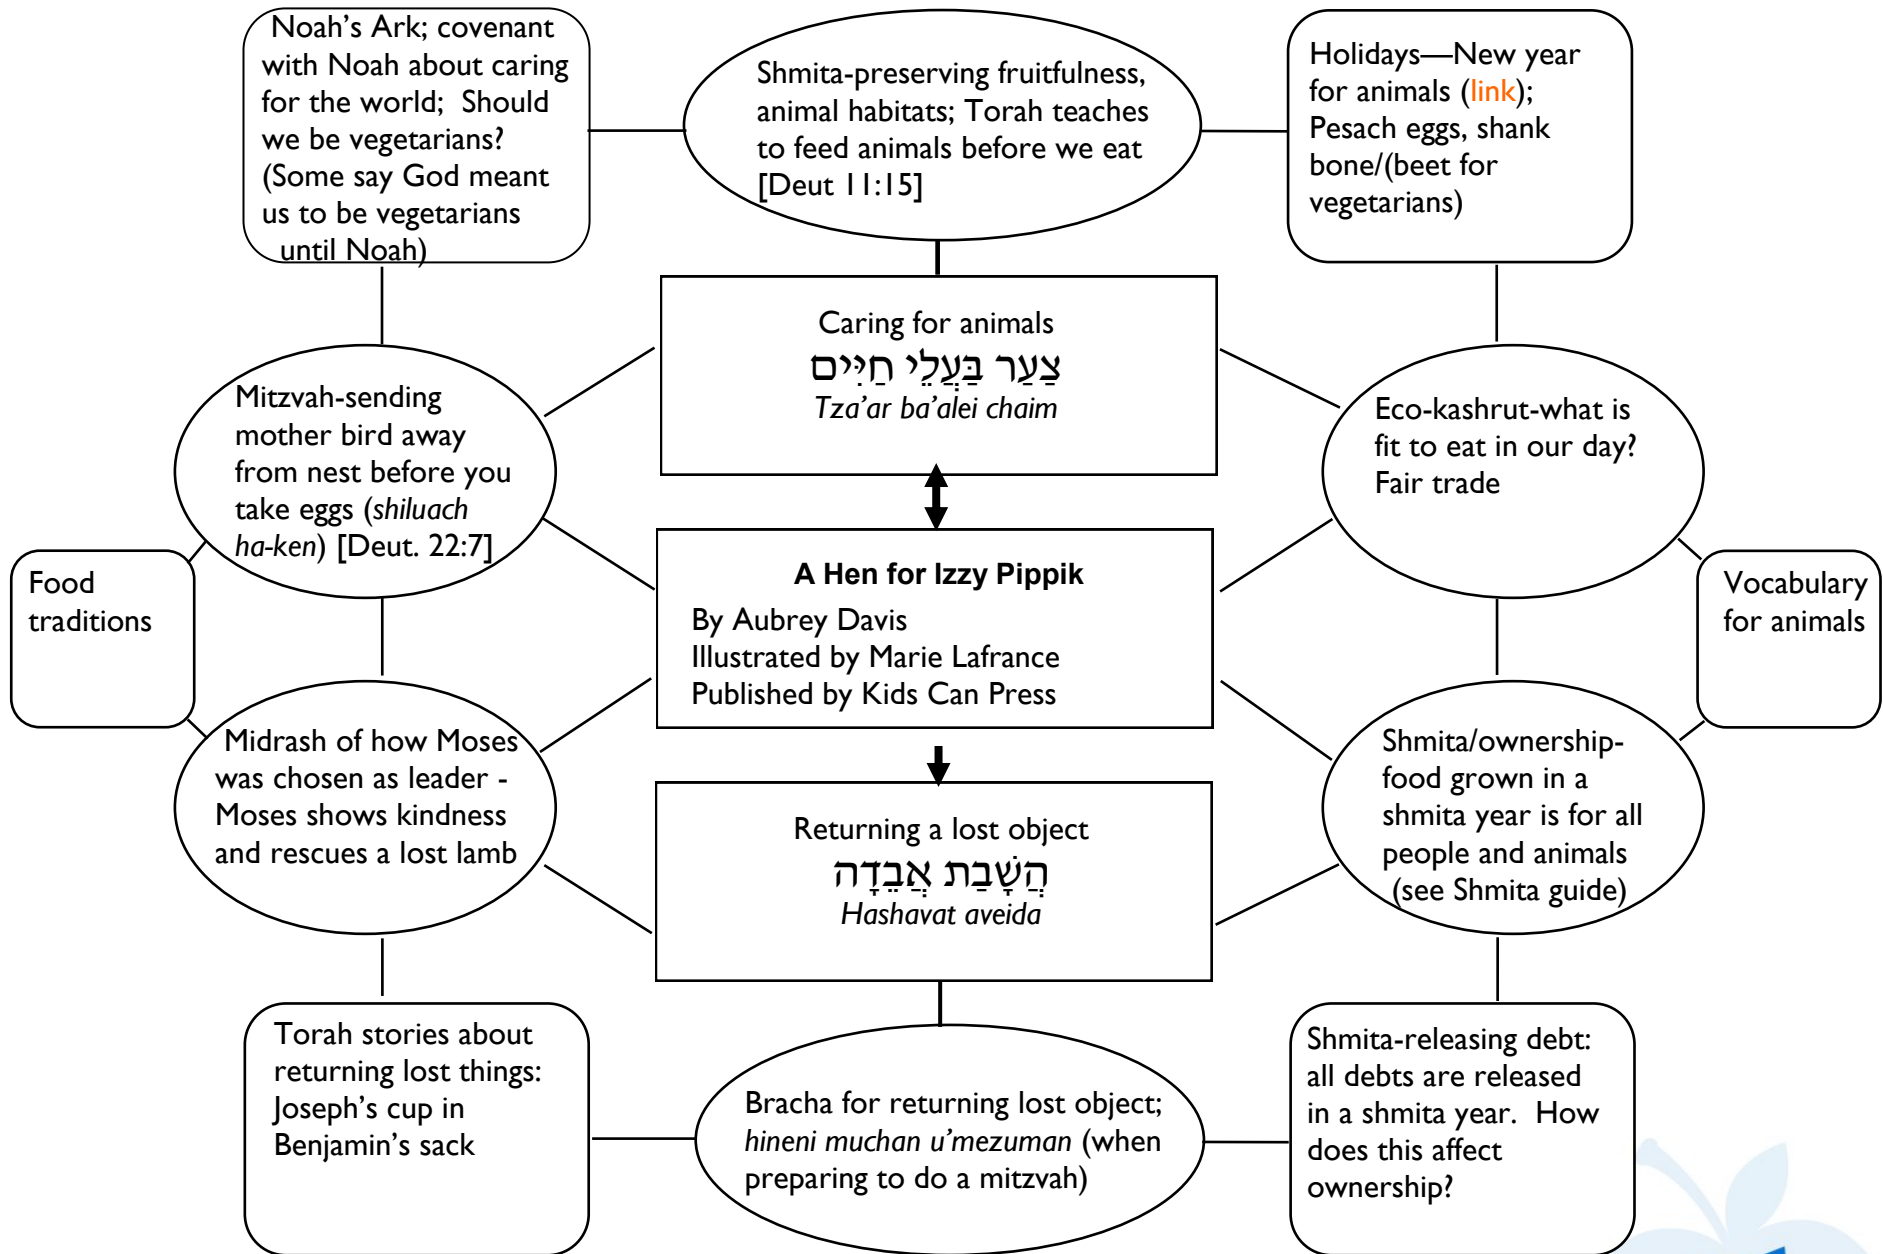 Noah’s Ark; covenant
with Noah about caring
for the world;  Should
we be vegetarians?
(Some say God meant
us to be vegetarians
until Noah)
Shmita-preserving fruitfulness,
animal habitats; Torah teaches
to feed animals before we eat
[Deut 11:15]
Holidays—New year
for animals (link);
Pesach eggs, shank
bone/(beet for
vegetarians)
Caring for animals
צַעַר בַּעֲלֵי חַיִּים
Tza’ar ba’alei chaim
Mitzvah-sending
mother bird away
from nest before you
take eggs (shiluach
ha-ken) [Deut. 22:7]
Eco-kashrut-what is
fit to eat in our day?
Fair trade
Food
traditions
A Hen for Izzy Pippik
By Aubrey Davis
Illustrated by Marie Lafrance
Published by Kids Can Press
Vocabulary
for animals
Midrash of how Moses
was chosen as leader -
Moses shows kindness
and rescues a lost lamb
Returning a lost object
הֲשָׁבַת אֲבֵדָה
Hashavat aveida
Shmita/ownership-
food grown in a
shmita year is for all
people and animals
(see Shmita guide)
Torah stories about
returning lost things:
Joseph’s cup in
Benjamin’s sack
Bracha for returning lost object;
hineni muchan u’mezuman (when
preparing to do a mitzvah)
Shmita-releasing debt:
all debts are released
in a shmita year.  How
does this affect
ownership?